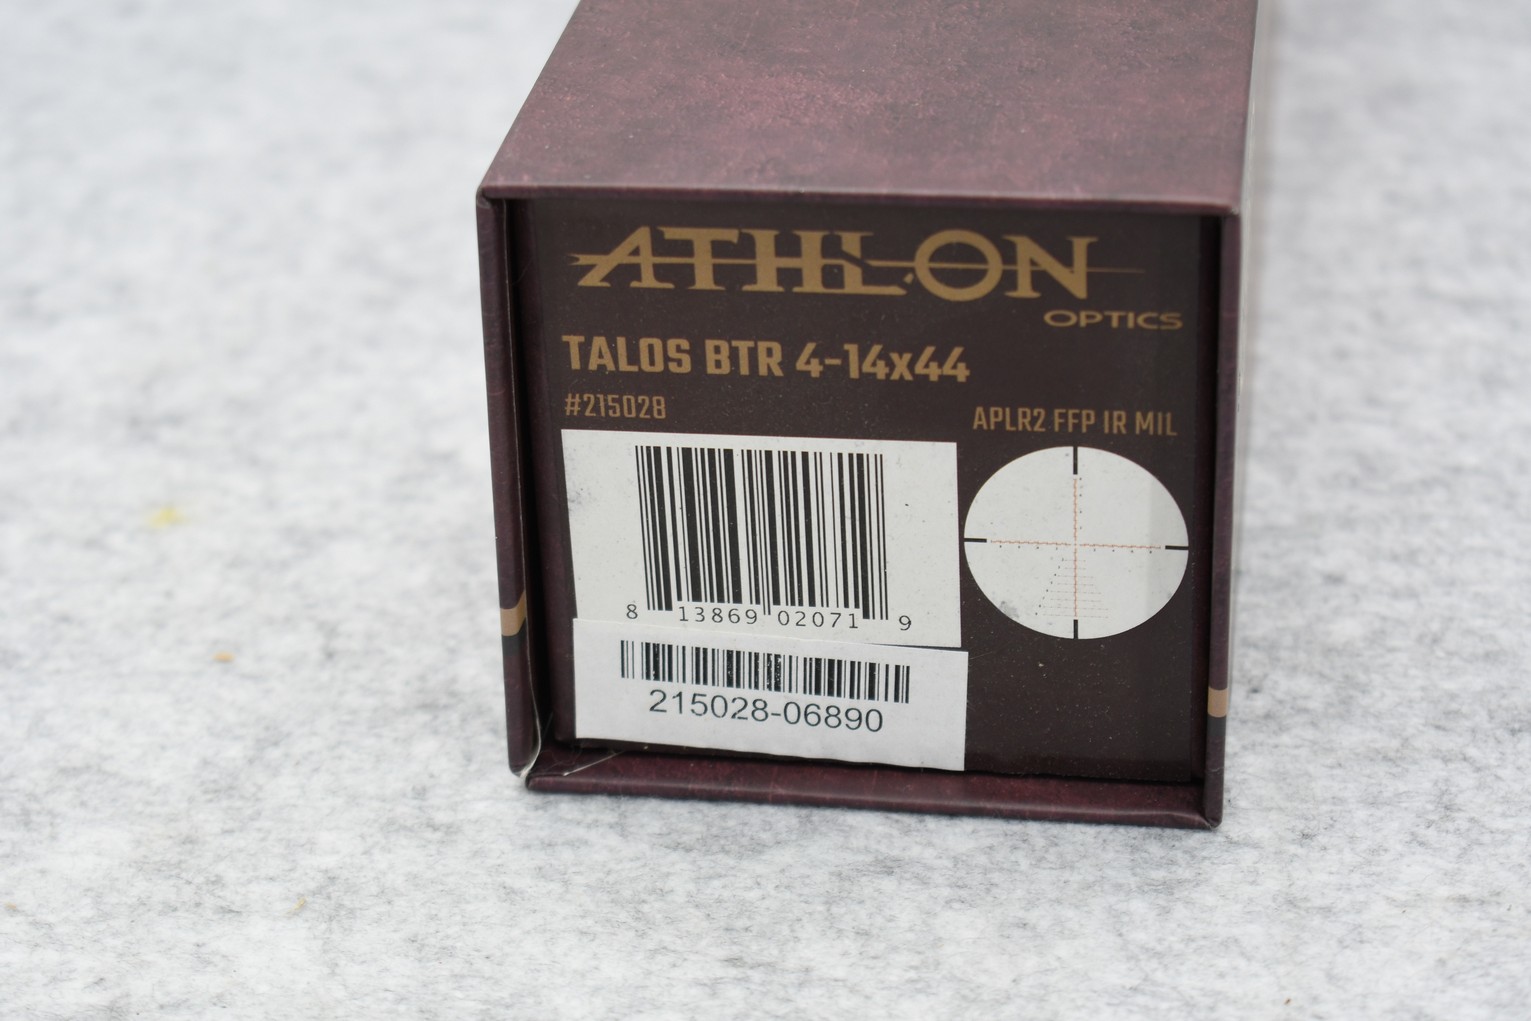 ATHLON
OPTICS
TALOS BTR 4-14x44
#215028
APLR2 FFP IR MIL
8 13869 02071 9
215028-06890